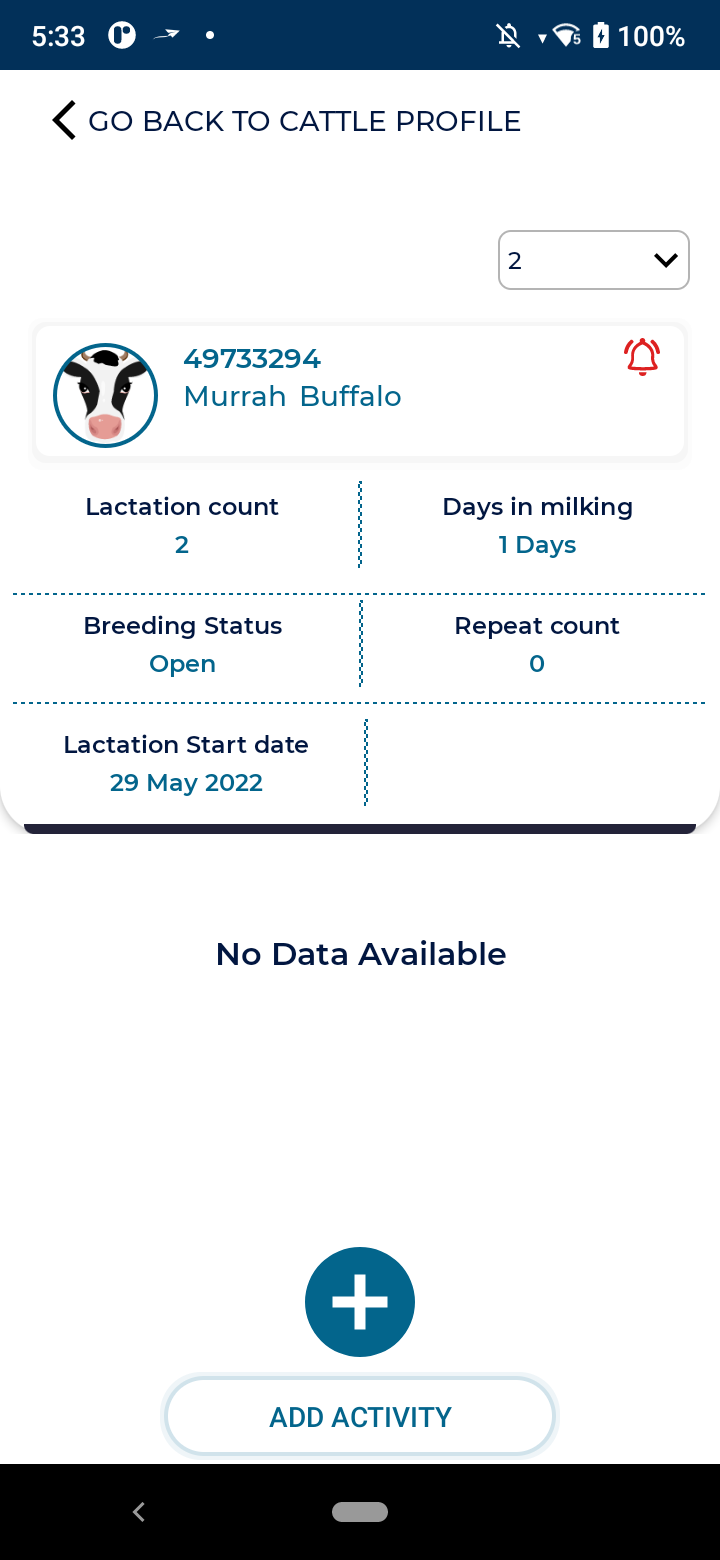 5:33
5
100%
GO BACK TO CATTLE PROFILE
2
49733294
Murrah Buffalo
Lactation count
2
Days in milking
1 Days
Breeding Status
Open
Repeat count
0
Lactation Start date
29 May 2022
No Data Available
ADD ACTIVITY